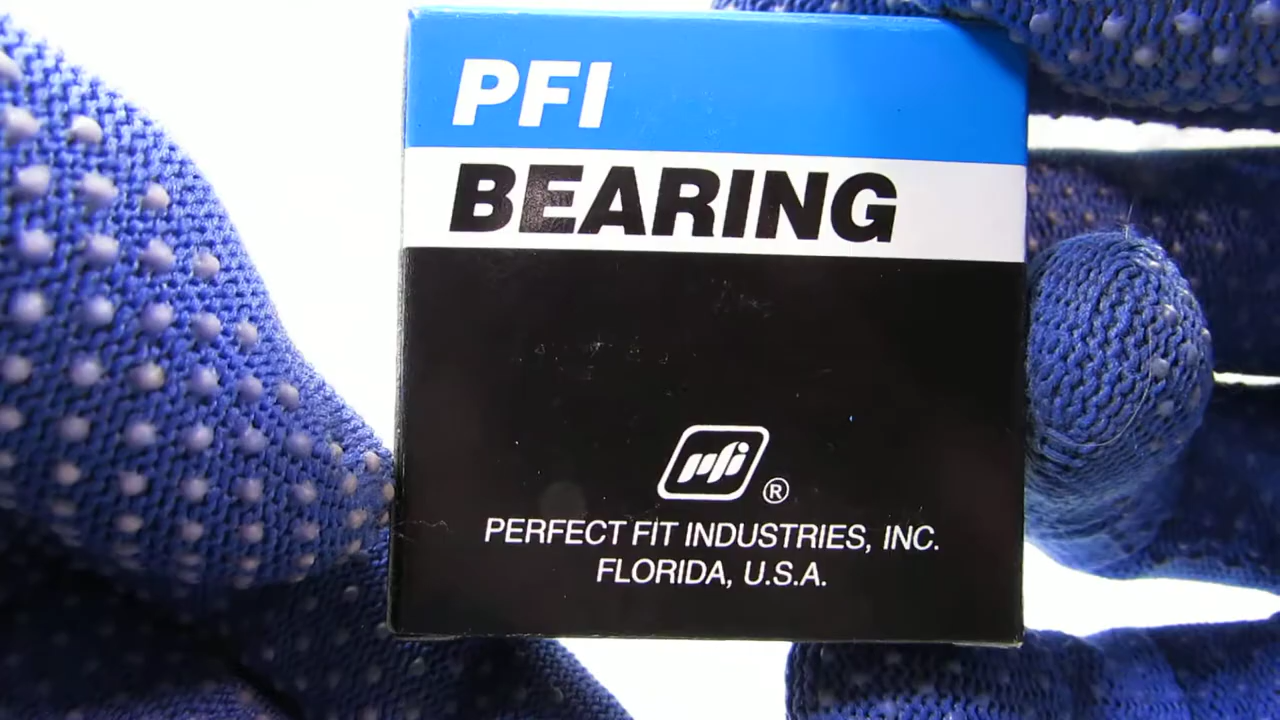 PFI
BEARING
pfi
®
PERFECT FIT INDUSTRIES, INC.
FLORIDA, U.S.A.